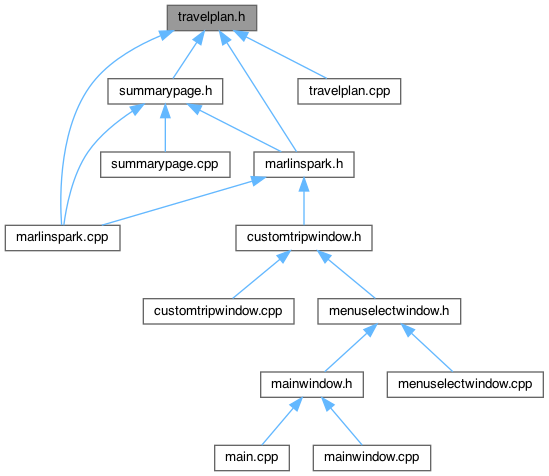 travelplan.h
summarypage.h
travelplan.cpp
summarypage.cpp
marlinspark.h
marlinspark.cpp
customtripwindow.h
customtripwindow.cpp
menuselectwindow.h
mainwindow.h
menuselectwindow.cpp
main.cpp
mainwindow.cpp